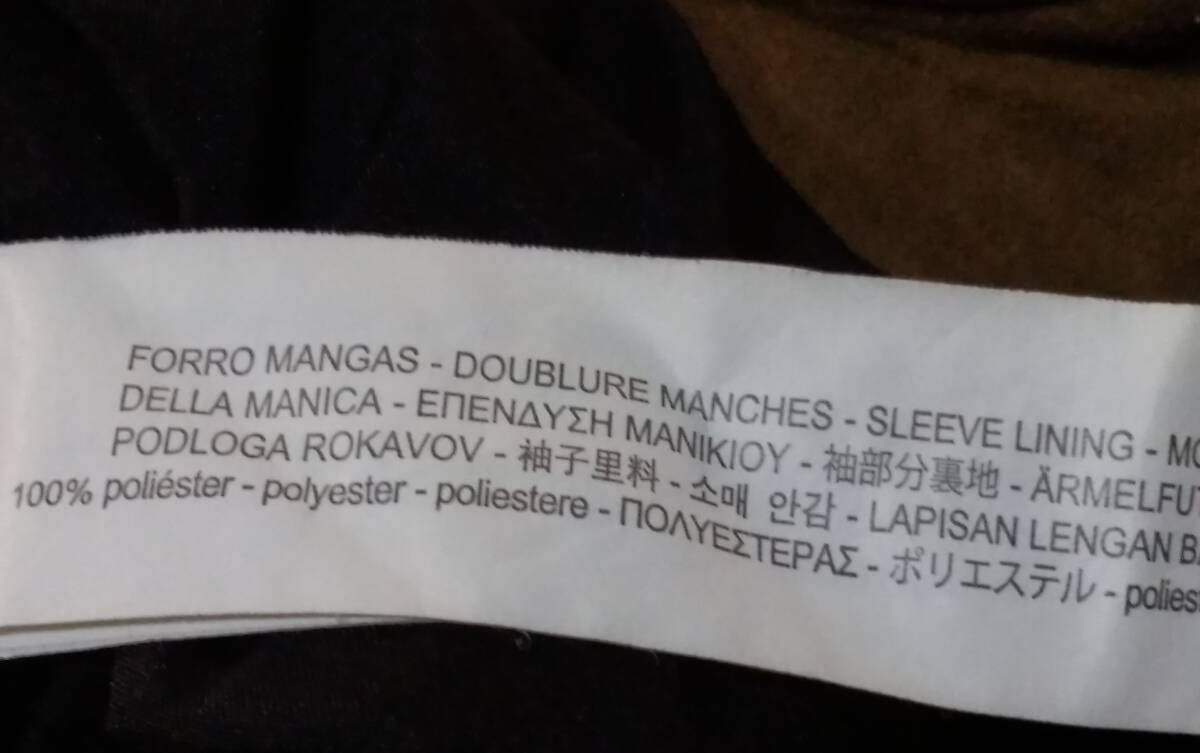 FORRO MANGAS - DOUBLURE MANCHES - SLEEVE LINING -
DELLA MANICA - ΕΠΕΝΔΥΣΗ ΜΑΝΙΚΙΟΥ - 袖部分裏地 - ÄRMELFUT
PODLOGA ROKAVOV - 袖子里料 - 소매 안감 - LAPISAN LENGAN
100% poliéster - polyester - poliestere - ΠΟΛΥΕΣΤΕΡΑΣ - ポリエステル - polies